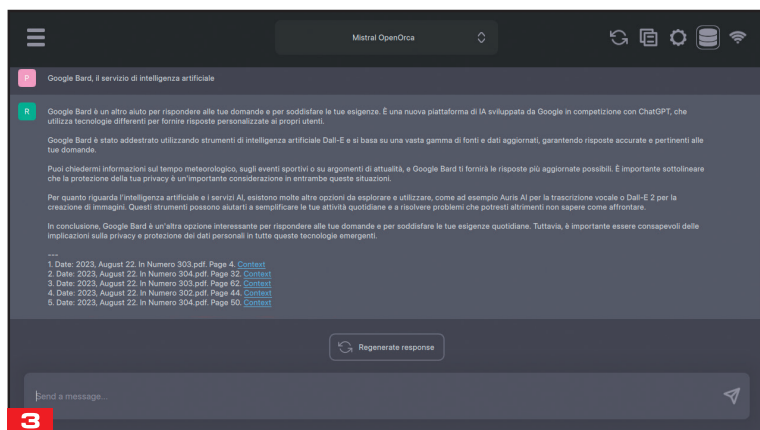 Mistral OpenOrca
P
Google Bard, il servizio di intelligenza artificiale
R
Google Bard è un altro aiuto per rispondere alle tue domande e per soddisfare le tue esigenze. È una nuova piattaforma di IA sviluppata da Google in competizione con ChatGPT, che
utilizza tecnologie differenti per fornire risposte personalizzate ai propri utenti.
Google Bard è stato addestrato utilizzando strumenti di intelligenza artificiale Dall-E e si basa su una vasta gamma di fonti e dati aggiornati, garantendo risposte accurate e pertinenti alle
tue domande.
Puoi chiedermi informazioni sul tempo meteorologico, sugli eventi sportivi o su argomenti di attualità, e Google Bard ti fornirà le risposte più aggiornate possibili. È importante sottolineare
che la protezione della tua privacy è un'importante considerazione in entrambe queste situazioni.
Per quanto riguarda l'intelligenza artificiale e i servizi AI, esistono molte altre opzioni da esplorare e utilizzare, come ad esempio Auris AI per la trascrizione vocale o Dall-E 2 per la
creazione di immagini. Questi strumenti possono aiutarti a semplificare le tue attività quotidiane e a risolvere problemi che potresti altrimenti non sapere come affrontare.
In conclusione, Google Bard è un'altra opzione interessante per rispondere alle tue domande e per soddisfare le tue esigenze quotidiane. Tuttavia, è importante essere consapevoli delle
implicazioni sulla privacy e protezione dei dati personali in tutte queste tecnologie emergenti.
---
1. Date: 2023, August 22. In Numero 303.pdf. Page 4. Context
2. Date: 2023, August 22. In Numero 304.pdf. Page 32. Context
3. Date: 2023, August 22. In Numero 303.pdf. Page 62. Context
4. Date: 2023, August 22. In Numero 302.pdf. Page 44. Context
5. Date: 2023, August 22. In Numero 304.pdf. Page 50. Context
Regenerate response
Send a message...
3